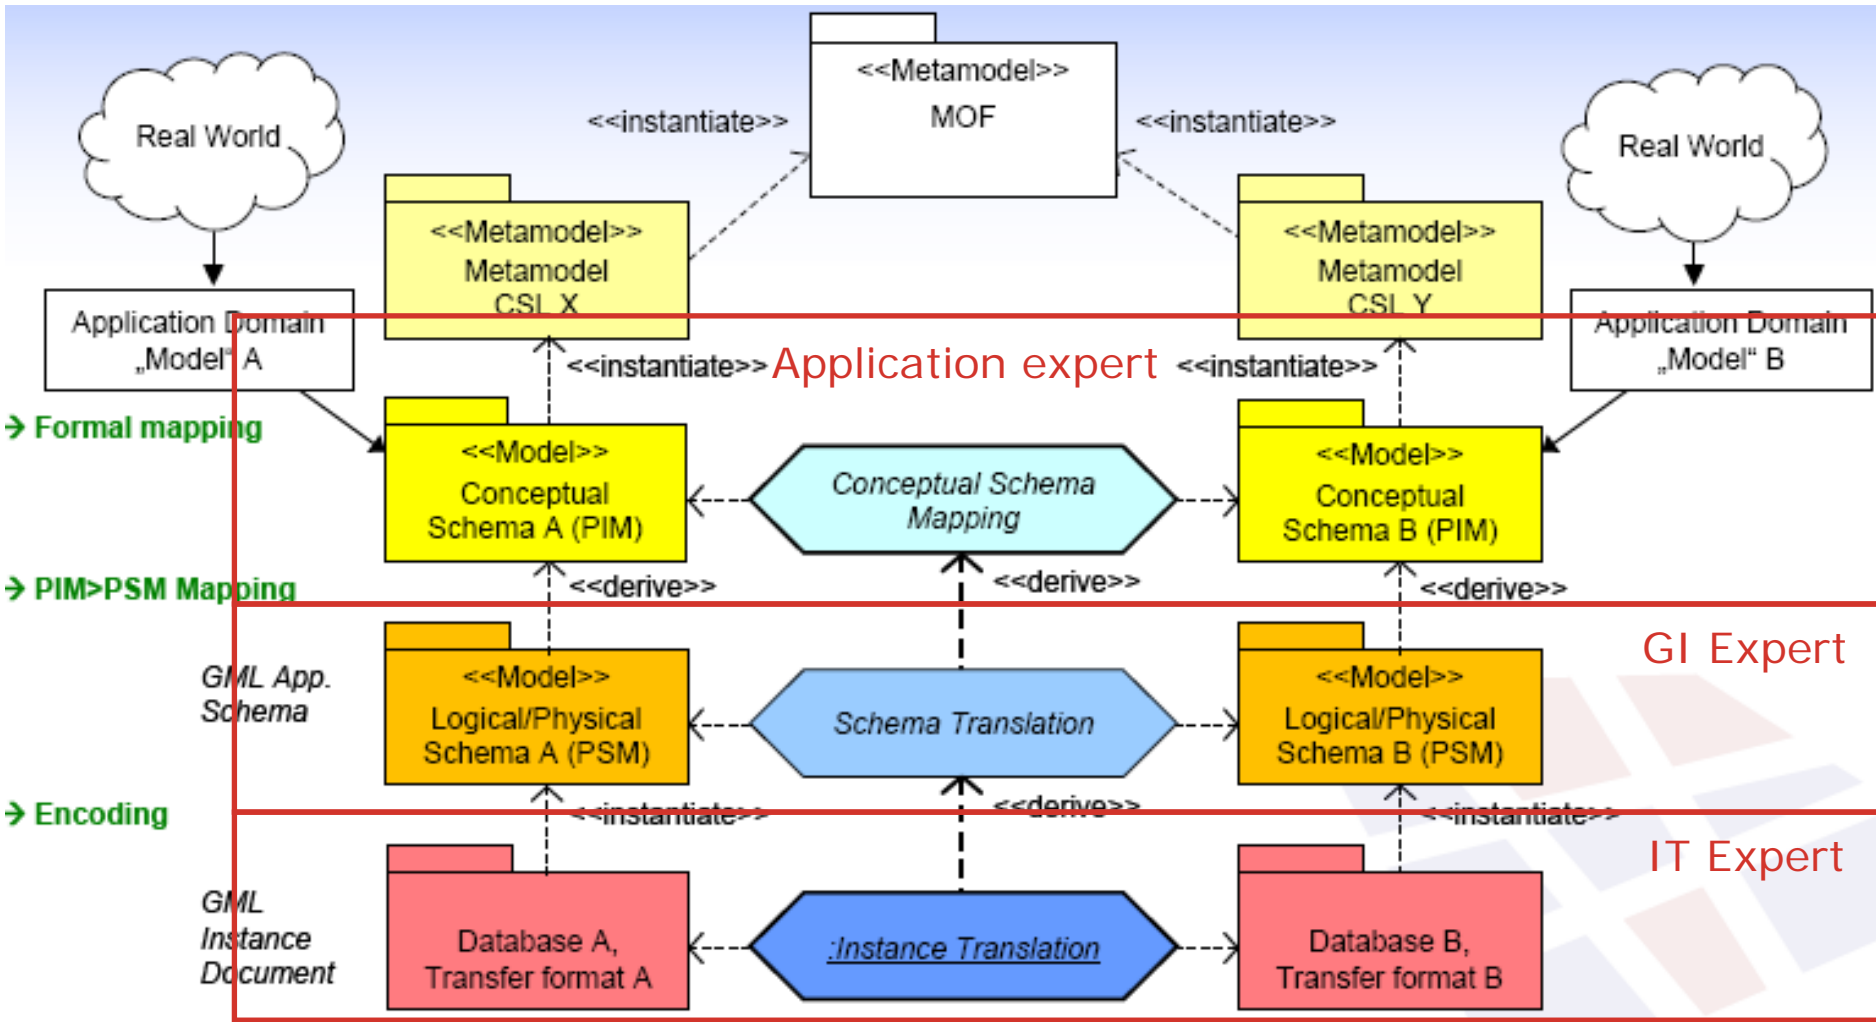 <<Metamodel>>
MOF
<<instantiate>>
<<instantiate>>
Real World
Real World
<<Metamodel>>
Metamodel
CSL X
<<Metamodel>>
Metamodel
CSL Y
Application Domain
„Model“ A
Application Domain
„Model“ B
<<instantiate>>
Application expert
<<instantiate>>
→ Formal mapping
<<Model>>
Conceptual
Schema A (PIM)
Conceptual Schema
Mapping
<<Model>>
Conceptual
Schema B (PIM)
→ PIM>PSM Mapping
<<derive>>
<<derive>>
<<derive>>
GI Expert
GML App.
Schema
<<Model>>
Logical/Physical
Schema A (PSM)
Schema Translation
<<Model>>
Logical/Physical
Schema B (PSM)
→ Encoding
<<instantiate>>
<<derive>>
<<instantiate>>
IT Expert
GML
Instance
Document
Database A,
Transfer format A
:Instance Translation
Database B,
Transfer format B